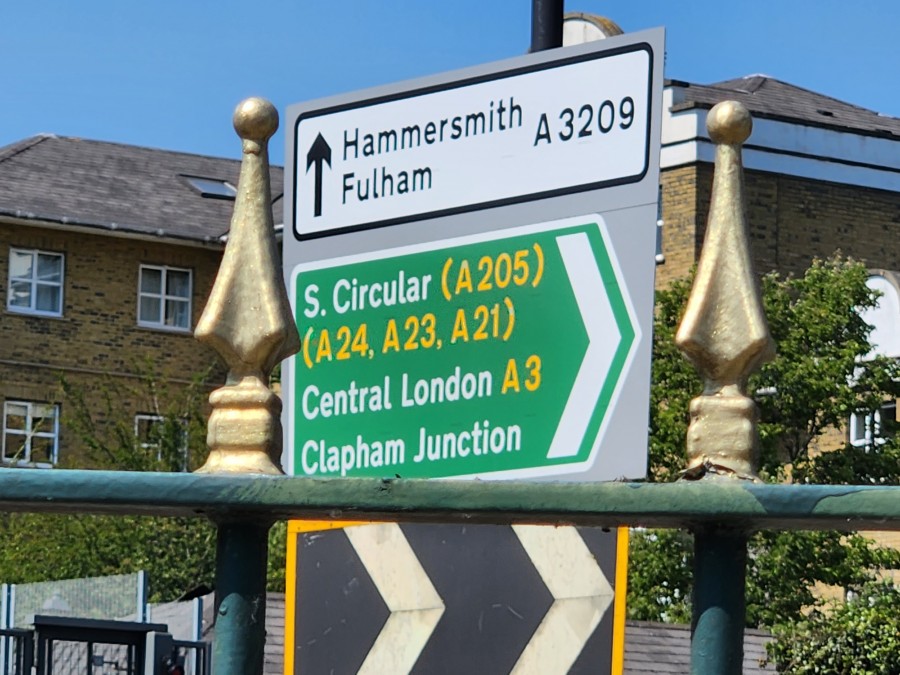 Hammersmith A3209
Fulham
S. Circular (A205)
(A24, A23, A21)
Central London A3
Clapham Junction